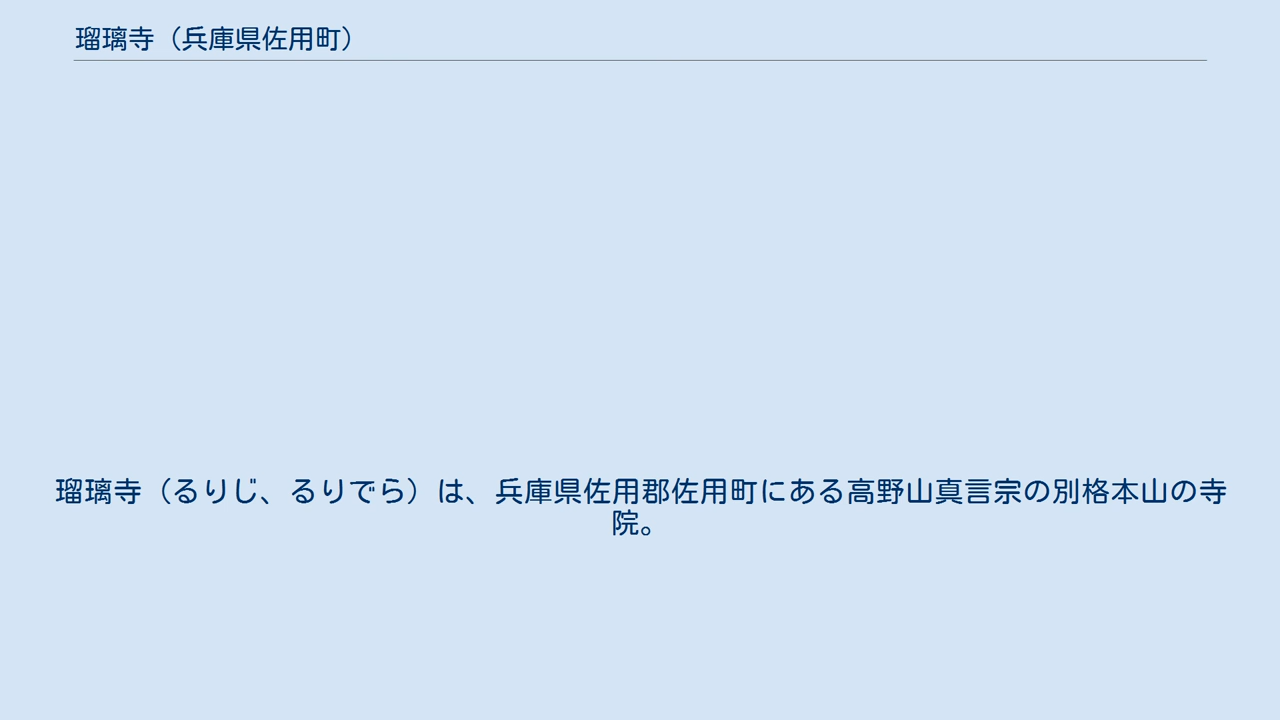 瑠璃寺（兵庫県佐用町）
瑠璃寺（るりじ、るりでら）は、兵庫県佐用郡佐用町にある高野山真言宗の別格本山の寺
院。